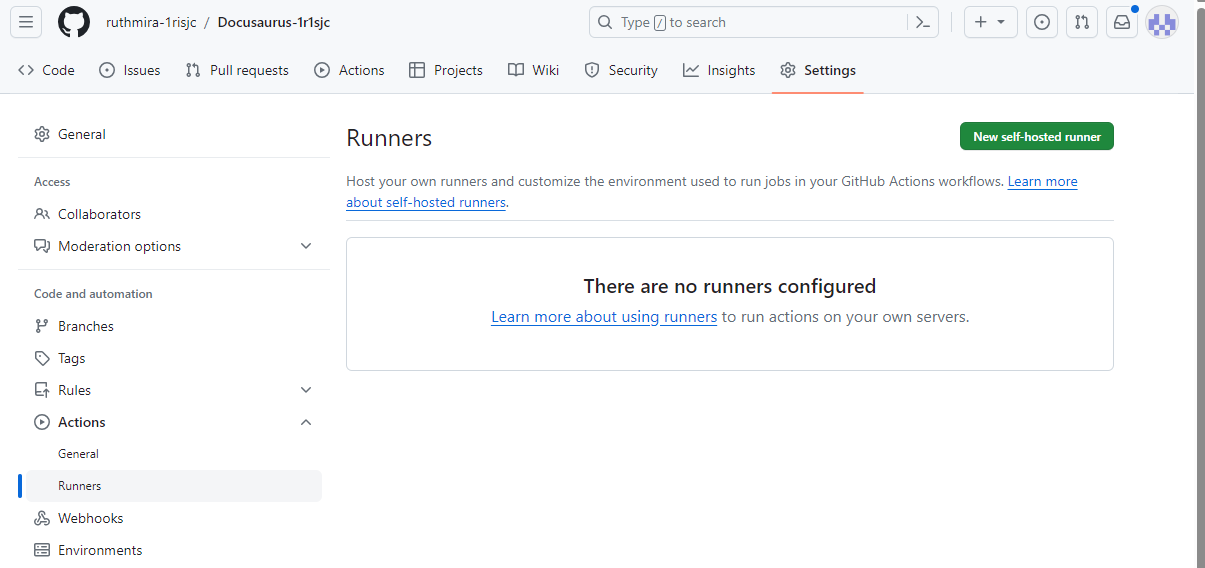 ruthmira-1risjc / Docusaurus-1r1sjc
Type / to search
Code Issues Pull requests Actions Projects Wiki Security Insights Settings
General
Access
Collaborators
Moderation options
Code and automation
Branches
Tags
Rules
Actions
General
Runners
Webhooks
Environments
Runners
New self-hosted runner
Host your own runners and customize the environment used to run jobs in your GitHub Actions workflows. Learn more
about self-hosted runners.
There are no runners configured
Learn more about using runners to run actions on your own servers.